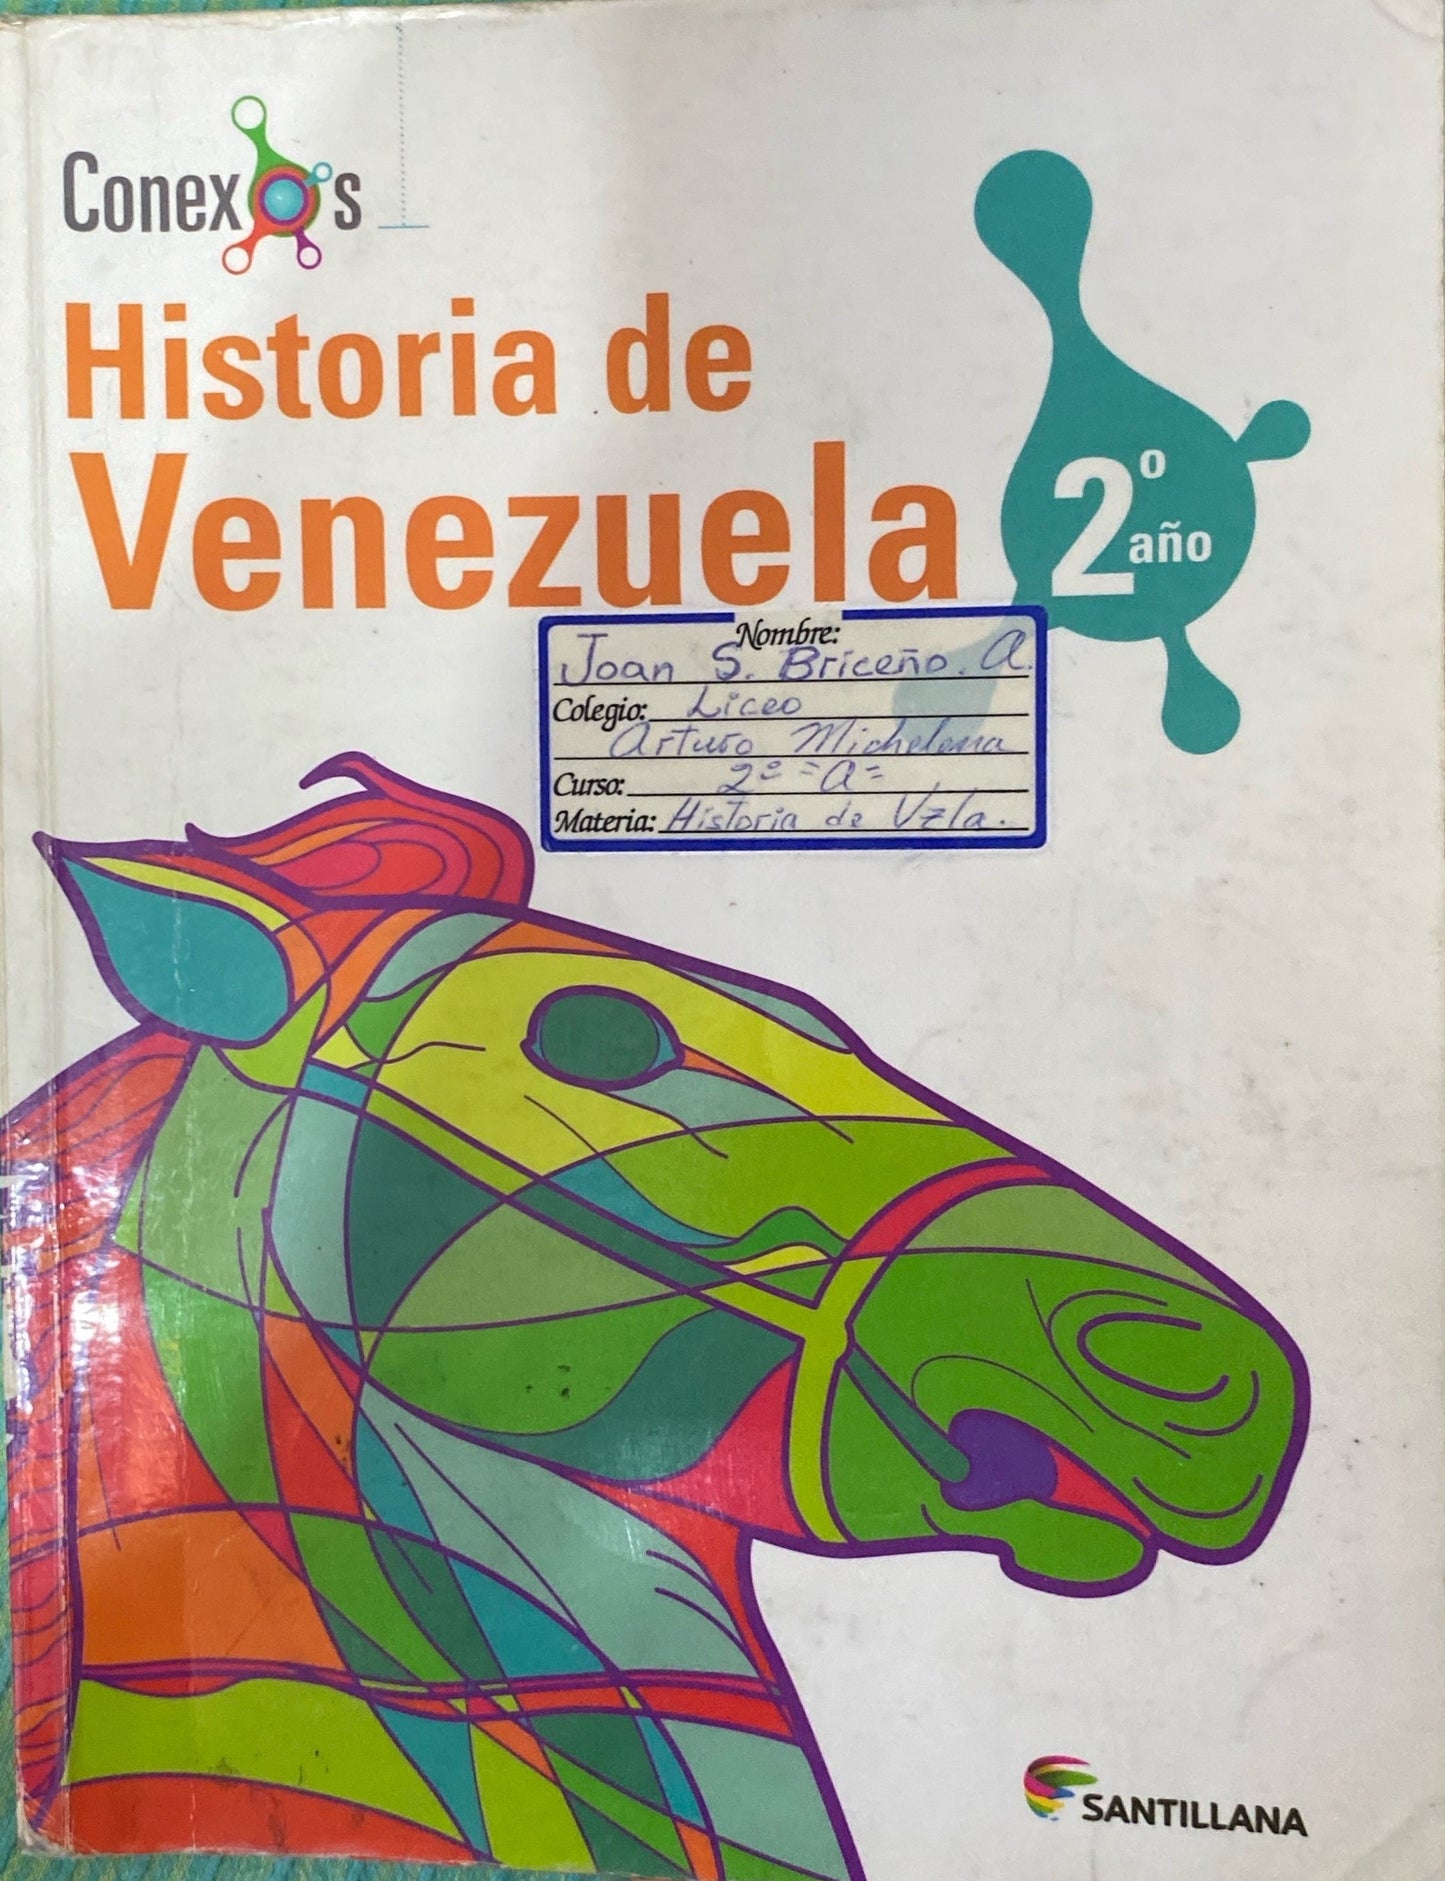 Conexos
Historia de
Venezuela
2º
año
Nombre:
Joan S. Briceño. A.
Colegio: Liceo
Arturo Michelena
Curso: 2º "A"
Materia: Historia de Vzla.
SANTILLANA